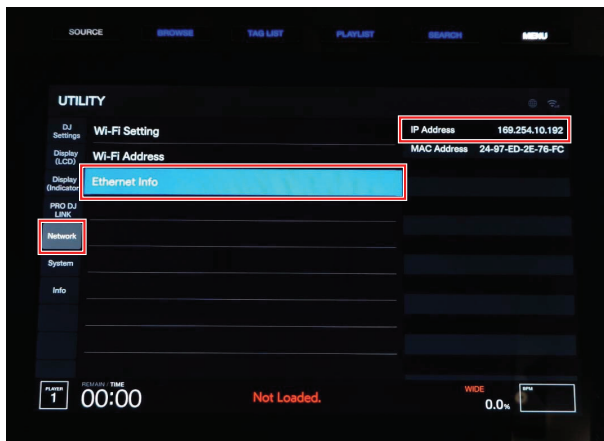 SOURCE BROWSE TAG LIST PLAYLIST SEARCH MENU
UTILITY
DJ
Settings
Wi-Fi Setting
IP Address 169.254.10.192
Display
(LCD)
Wi-Fi Address
MAC Address 24-97-ED-2E-76-FC
Display
(Indicator
Ethernet Info
PRO DJ
LINK
Network
System
Info
PLAYER
1
REMAIN / TIME
00:00
Not Loaded.
WIDE
0.0%
BPM